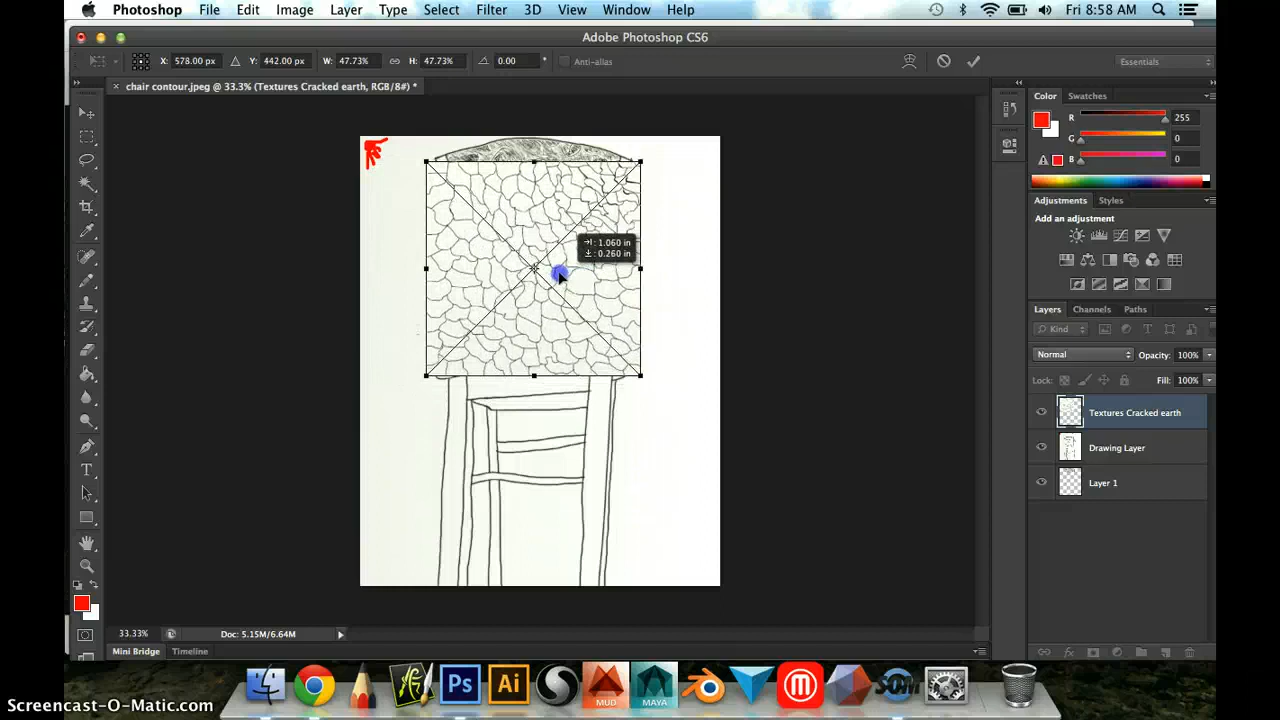 Photoshop File Edit Image Layer Type Select Filter 3D View Window Help Fri 8:58 AM
Adobe Photoshop CS6
X: 578.00 px Y: 442.00 px W: 47.73% H: 47.73% 0.00 ° Anti-alias Essentials
× chair contour.jpeg @ 33.3% (Textures Cracked earth, RGB/8#) *
Color Swatches
R 255
G 0
B 0
Adjustments Styles
Add an adjustment
→: 1.060 in
↓: 0.260 in
Layers Channels Paths
Kind
Normal Opacity: 100%
Lock: Fill: 100%
Textures Cracked earth
Drawing Layer
Layer 1
33.33% Doc: 5.15M/6.64M
Mini Bridge Timeline
Ps Ai MUD MAYA SOM
Screencast-O-Matic.com